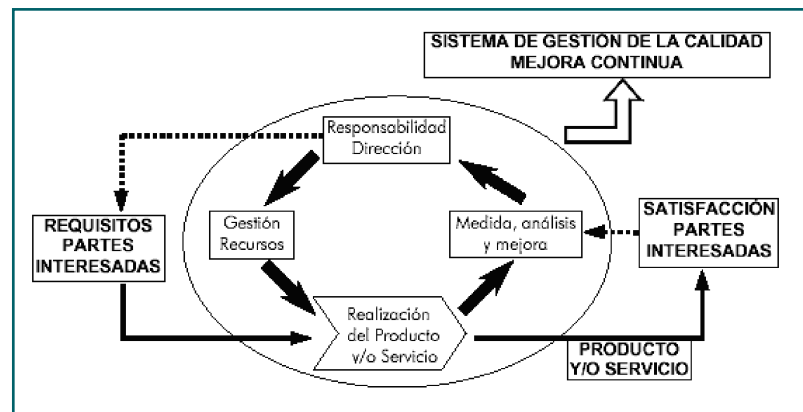 SISTEMA DE GESTIÓN DE LA CALIDAD
MEJORA CONTINUA
Responsabilidad
Dirección
REQUISITOS
PARTES
INTERESADAS
Gestión
Recursos
Medida, análisis
y mejora
SATISFACCIÓN
PARTES
INTERESADAS
Realización
del Producto
y/o Servicio
PRODUCTO
Y/O SERVICIO